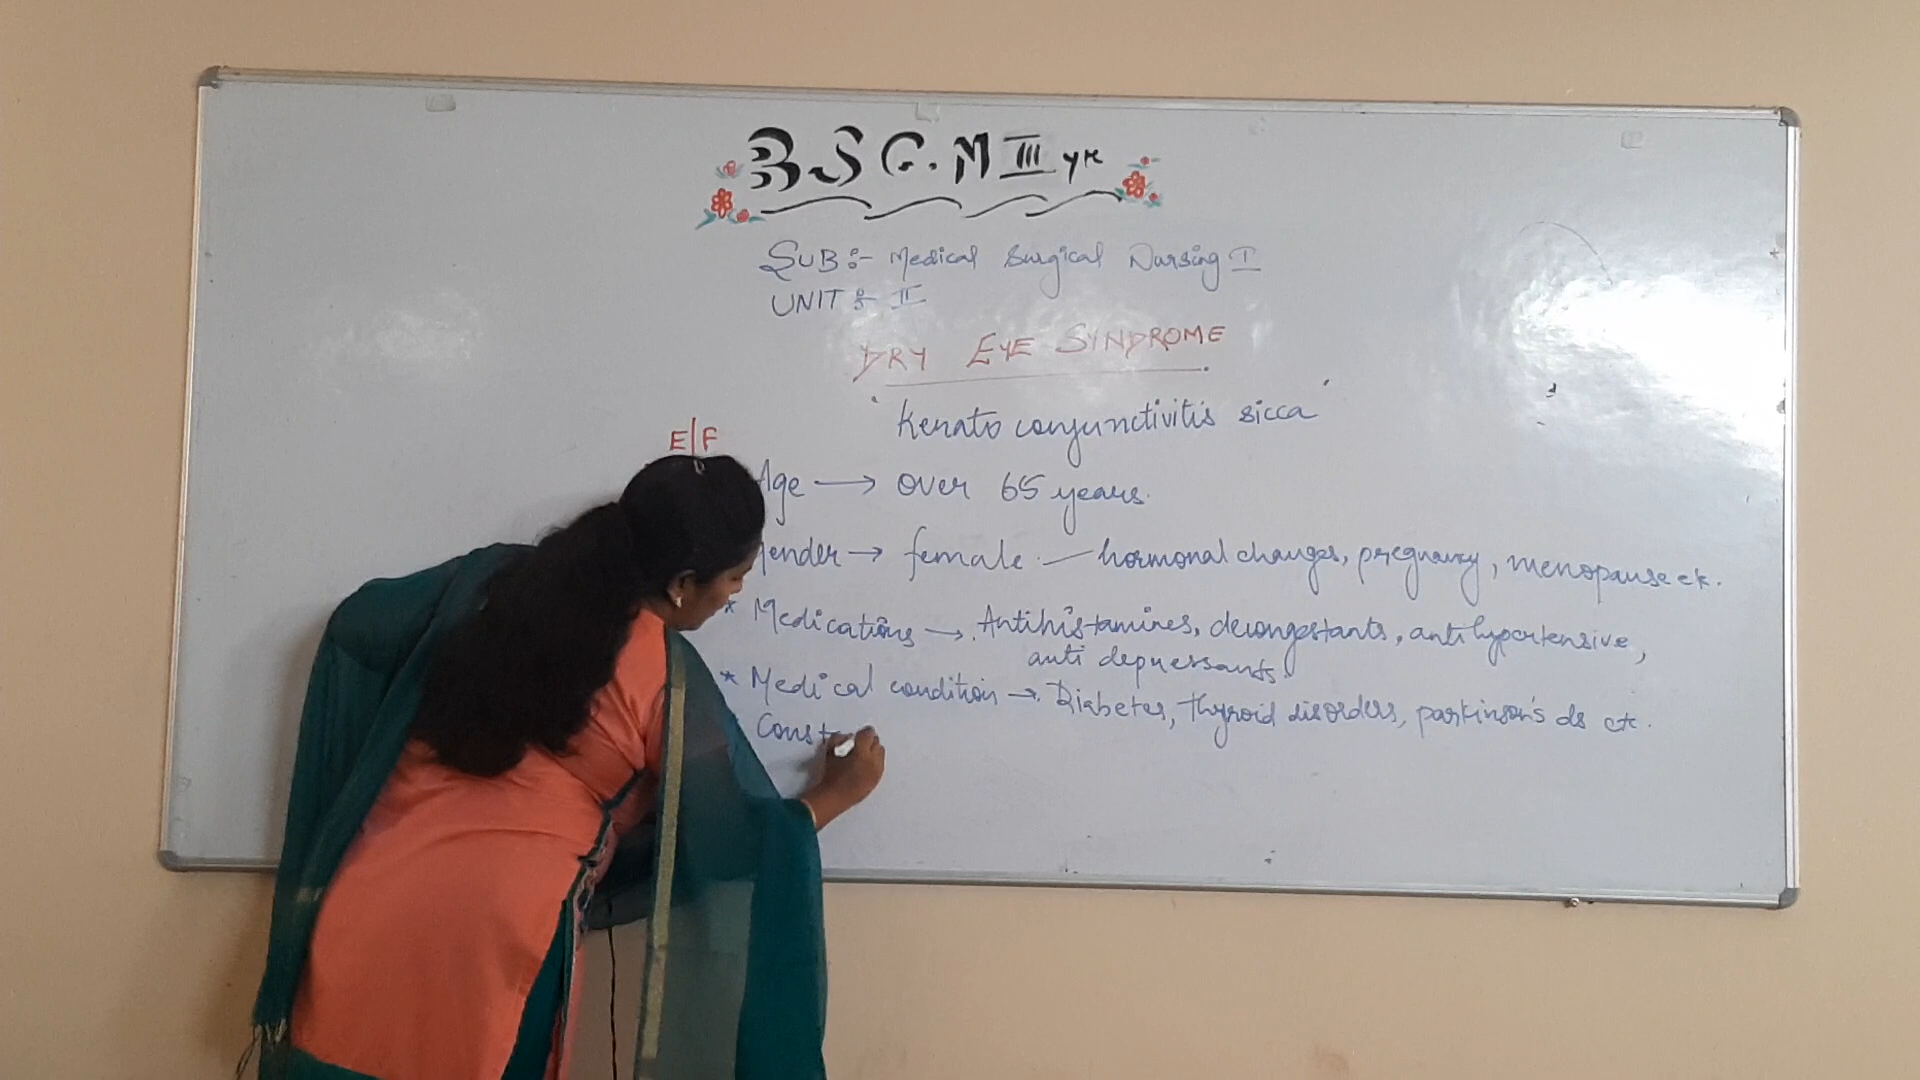 BSC.N III yr
SUB:- Medical Surgical Nursing I
UNIT :- II
DRY EYE SYNDROME
'Kerato conjunctivitis sicca'
E/F
Age → over 65 years.
Gender → female. — hormonal changes, pregnancy, menopause etc.
* Medications → Antihistamines, decongestants, antihypertensive,
anti depressants.
* Medical condition → Diabetes, thyroid disorders, parkinson's ds etc.
Const